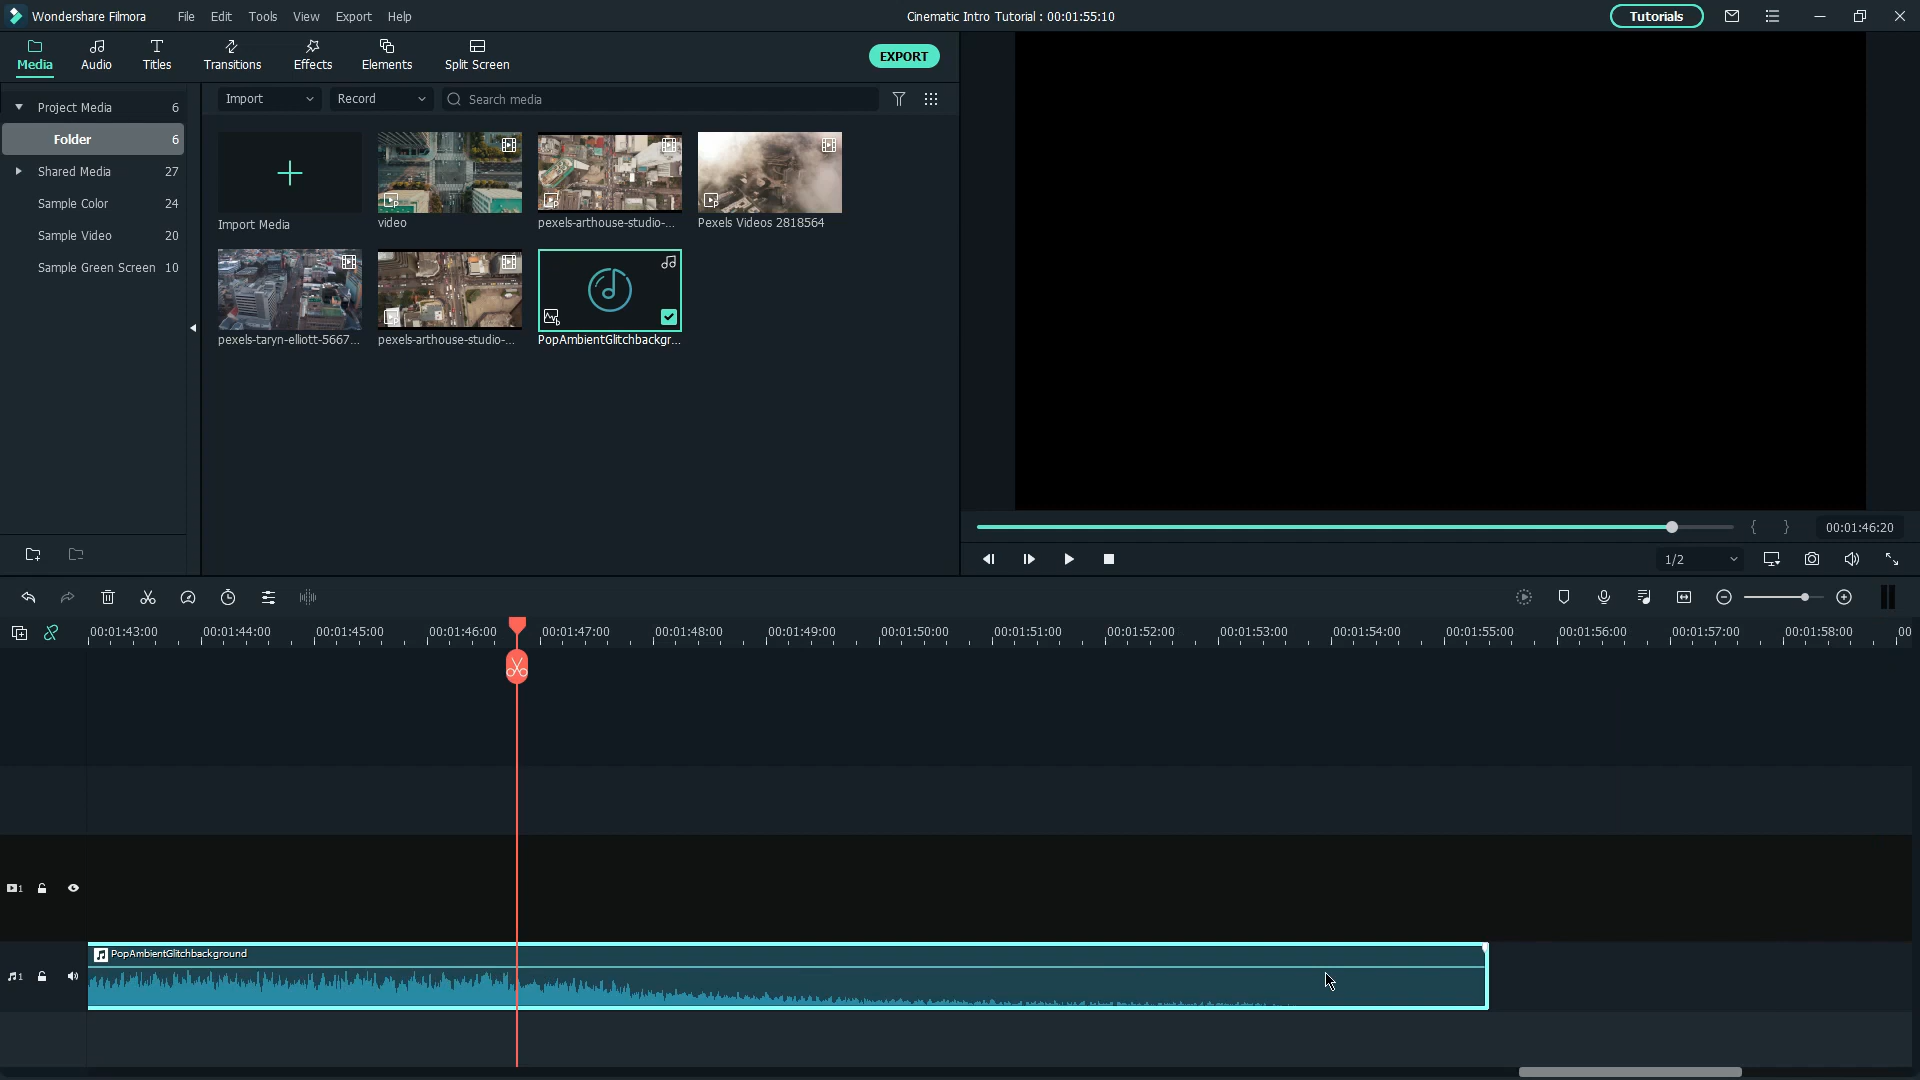 Wondershare Filmora
File Edit Tools View Export Help
Cinematic Intro Tutorial : 00:01:55:10
Tutorials
Media Audio Titles Transitions Effects Elements Split Screen
EXPORT
Project Media 6
Folder 6
Shared Media 27
Sample Color 24
Sample Video 20
Sample Green Screen 10
Import Record Search media
Import Media
video
pexels-arthouse-studio-...
Pexels Videos 2818564
pexels-taryn-elliott-5667...
pexels-arthouse-studio-...
PopAmbientGlitchbackgr...
{ } 00:01:46:20
1/2
00:01:43:00 00:01:44:00 00:01:45:00 00:01:46:00 00:01:47:00 00:01:48:00 00:01:49:00 00:01:50:00 00:01:51:00 00:01:52:00 00:01:53:00 00:01:54:00 00:01:55:00 00:01:56:00 00:01:57:00 00:01:58:00 00
1
PopAmbientGlitchbackground
1